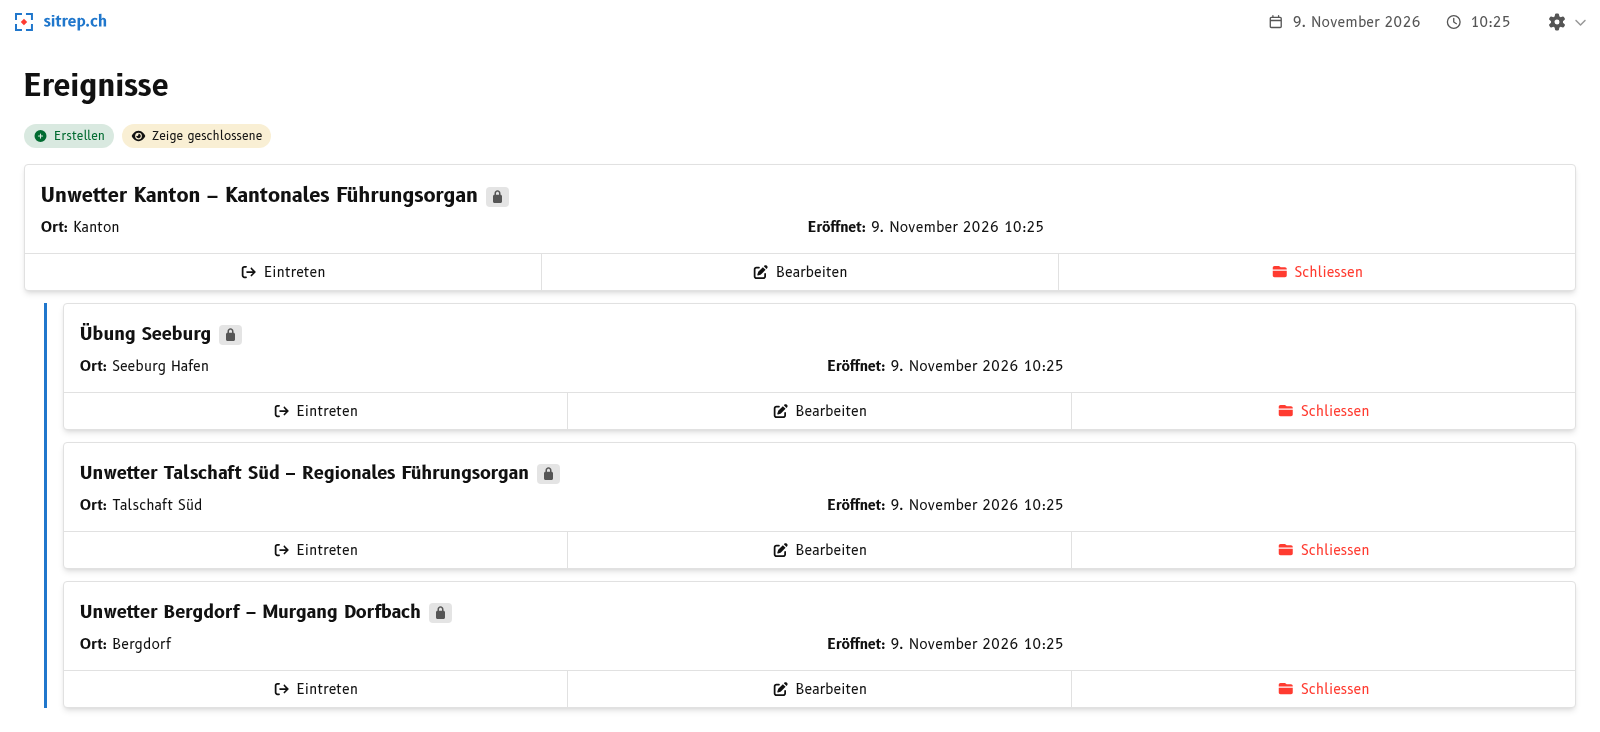 sitrep.ch
9. November 2026 10:25
Ereignisse
Erstellen Zeige geschlossene
Unwetter Kanton – Kantonales Führungsorgan
Ort: Kanton Eröffnet: 9. November 2026 10:25
Eintreten Bearbeiten Schliessen
Übung Seeburg
Ort: Seeburg Hafen Eröffnet: 9. November 2026 10:25
Eintreten Bearbeiten Schliessen
Unwetter Talschaft Süd – Regionales Führungsorgan
Ort: Talschaft Süd Eröffnet: 9. November 2026 10:25
Eintreten Bearbeiten Schliessen
Unwetter Bergdorf – Murgang Dorfbach
Ort: Bergdorf Eröffnet: 9. November 2026 10:25
Eintreten Bearbeiten Schliessen